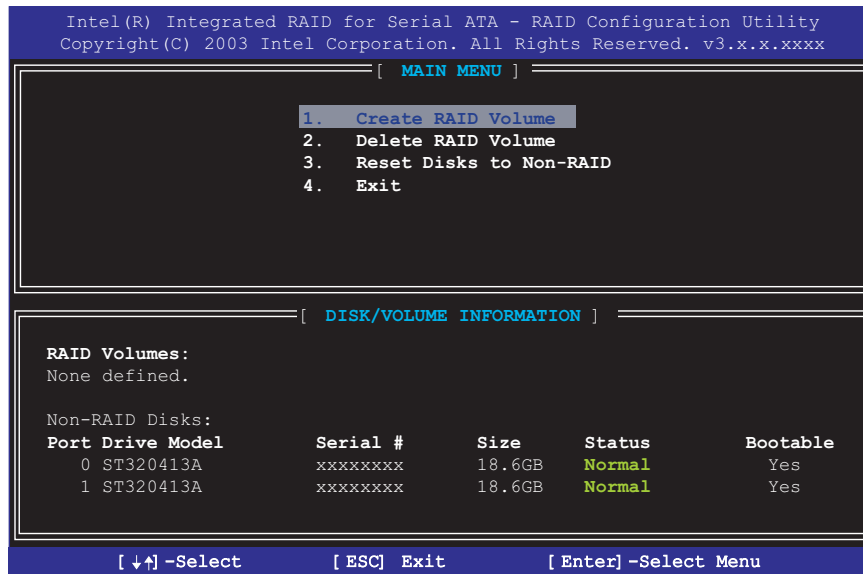 Intel(R) Integrated RAID for Serial ATA - RAID Configuration Utility
Copyright(C) 2003 Intel Corporation. All Rights Reserved. v3.x.x.xxxx
[ MAIN MENU ]
1. Create RAID Volume
2. Delete RAID Volume
3. Reset Disks to Non-RAID
4. Exit
[ DISK/VOLUME INFORMATION ]
RAID Volumes:
None defined.
Non-RAID Disks:
Port Drive Model Serial # Size Status Bootable
0 ST320413A xxxxxxxx 18.6GB Normal Yes
1 ST320413A xxxxxxxx 18.6GB Normal Yes
[↓↑]-Select [ESC] Exit [Enter]-Select Menu